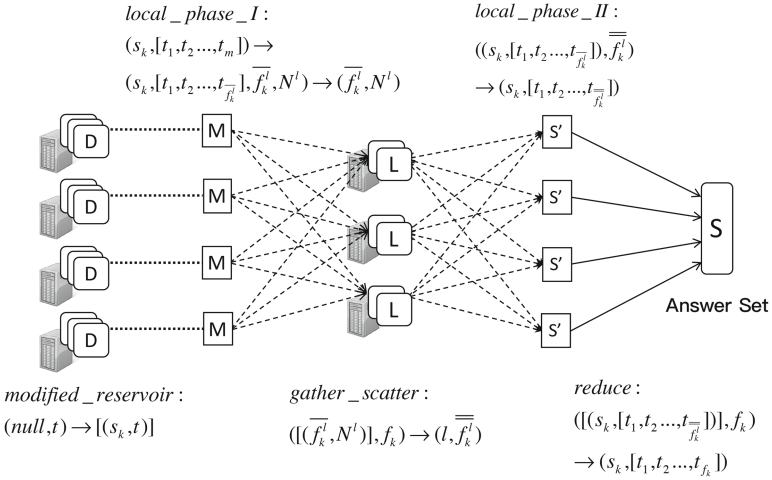 local_phase_I :
(s_k,[t_1,t_2...,t_m]) →
(s_k,[t_1,t_2...,t_{\overline{f_k^l}}],\overline{f_k^l},N^l) → (\overline{f_k^l},N^l)
local_phase_II :
((s_k,[t_1,t_2...,t_{\overline{f_k^l}}]),\overline{\overline{f_k^l}})
→ (s_k,[t_1,t_2...,t_{\overline{\overline{f_k^l}}}])
D M L S'
D M L S' S
D M L S'
D M S'
Answer Set
modified_reservoir :
(null,t) → [(s_k,t)]
gather_scatter :
([(\overline{f_k^l},N^l)],f_k) → (l,\overline{\overline{f_k^l}})
reduce :
([(s_k,[t_1,t_2...,t_{\overline{\overline{f_k^l}}}])],f_k)
→ (s_k,[t_1,t_2...,t_{f_k}])